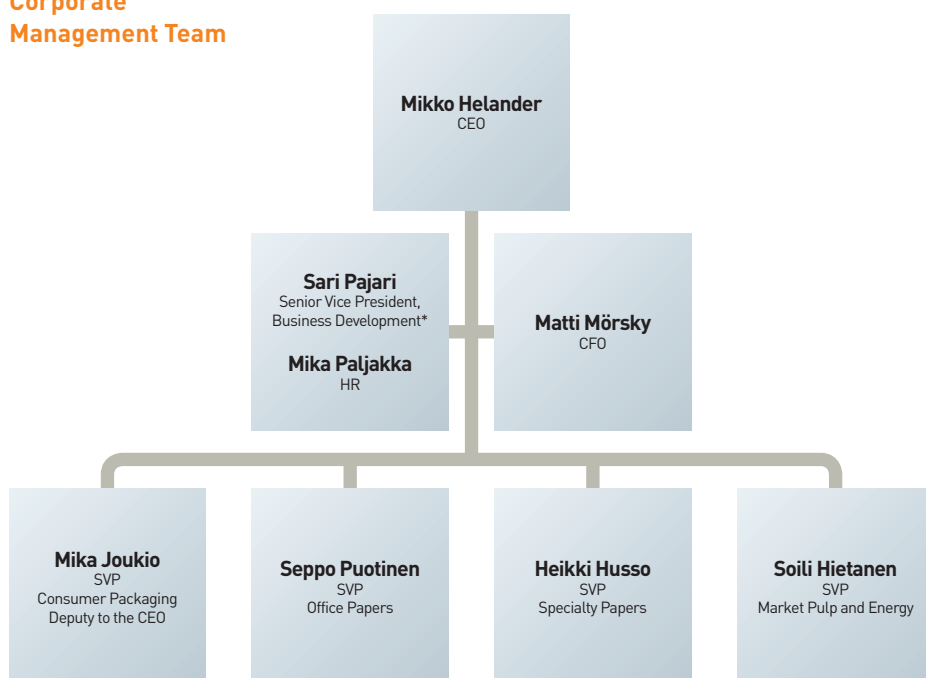 Corporate
Management Team
Mikko Helander
CEO
Sari Pajari
Senior Vice President,
Business Development*
Mika Paljakka
HR
Matti Mörsky
CFO
Mika Joukio
SVP
Consumer Packaging
Deputy to the CEO
Seppo Puotinen
SVP
Office Papers
Heikki Husso
SVP
Specialty Papers
Soili Hietanen
SVP
Market Pulp and Energy